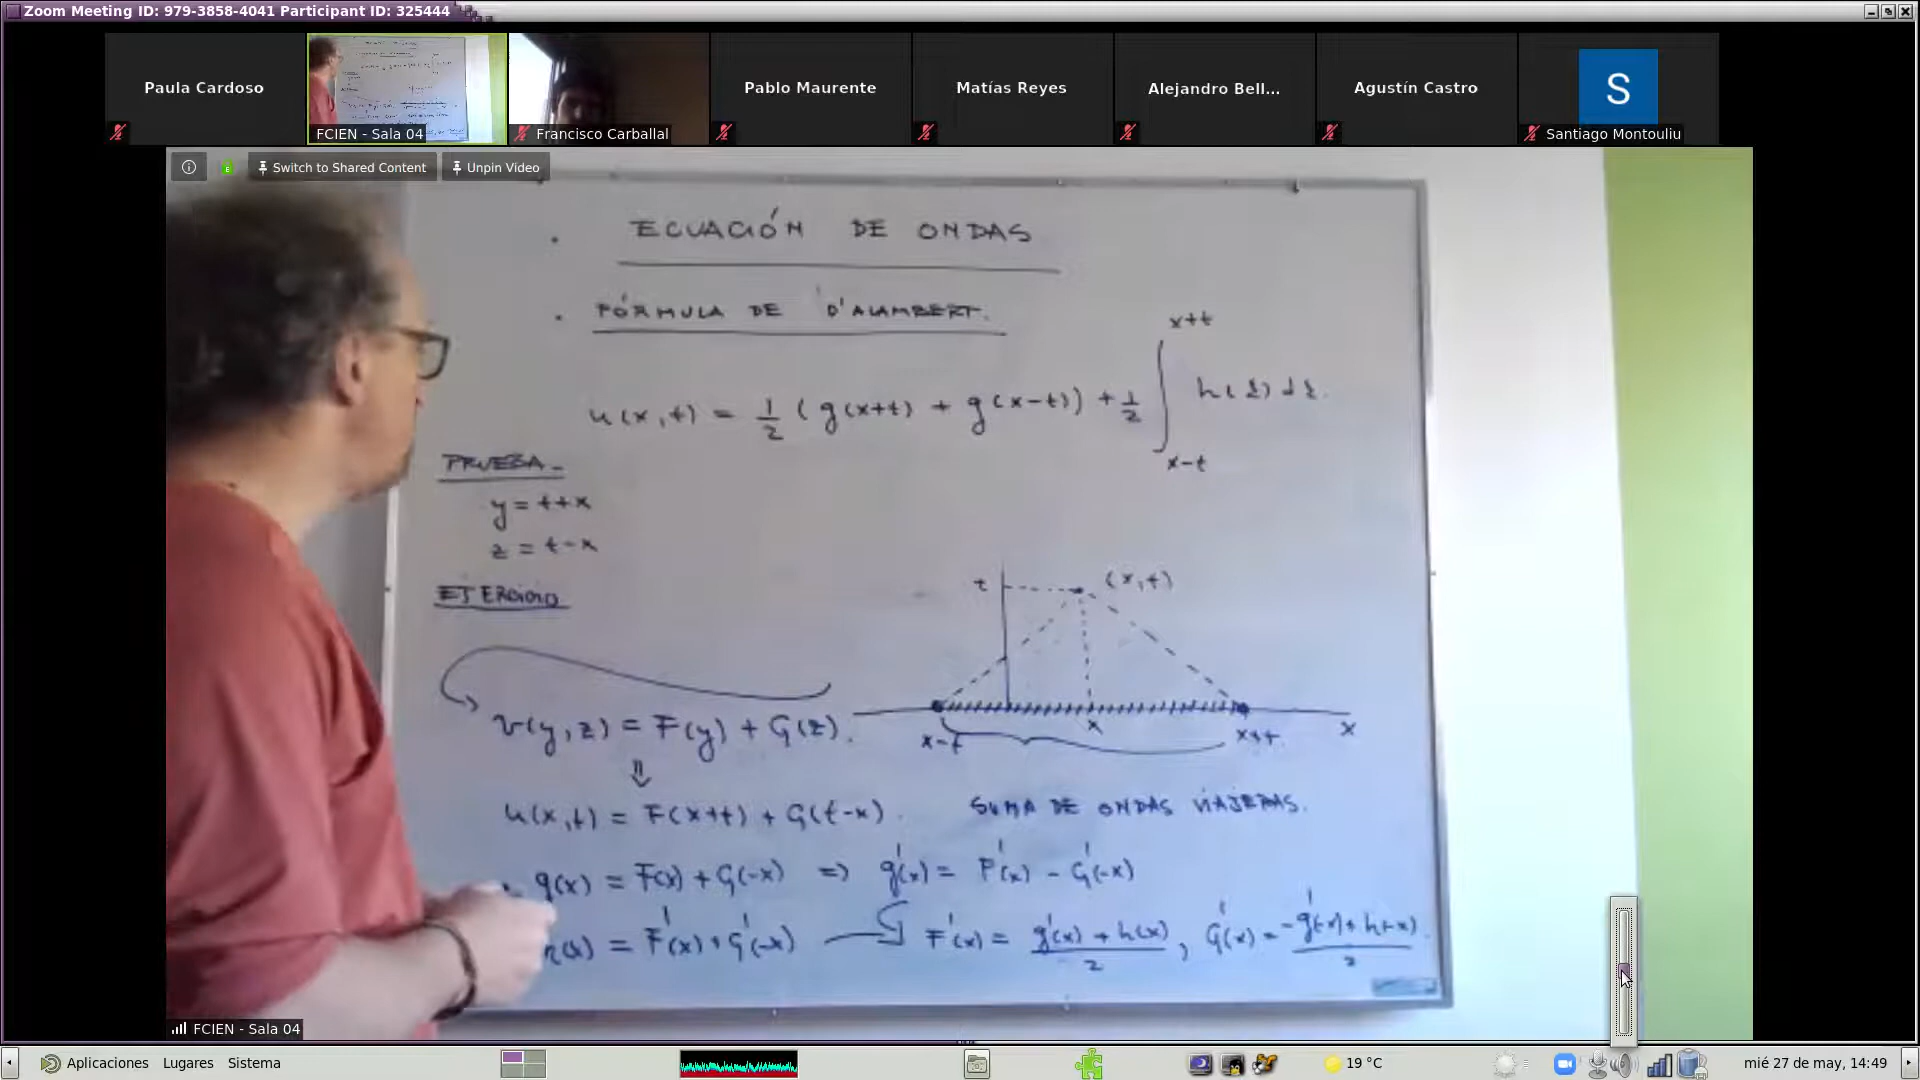 Zoom Meeting ID: 979-3858-4041 Participant ID: 325444
Paula Cardoso
FCIEN - Sala 04
Francisco Carballal
Pablo Maurente
Matías Reyes
Alejandro Bell...
Agustín Castro
S
Santiago Montouliu
Switch to Shared Content
Unpin Video
ECUACIÓN DE ONDAS
FÓRMULA DE D'ALAMBERT.
u(x,t) = 1/2 (g(x+t) + g(x-t)) + 1/2 ∫_{x-t}^{x+t} h(ξ) dξ.
PRUEBA_
y = t+x
z = t-x
EJERCICIO
t (x,t)
v(y,z) = F(y) + G(z).
x-t x x+t x
⇓
u(x,t) = F(x+t) + G(t-x). SUMA DE ONDAS VIAJERAS.
g(x) = F(x) + G(-x) => g'(x) = F'(x) - G'(-x)
h(x) = F'(x) + G'(-x) → F'(x) = (g'(x) + h(x))/2, G'(x) = (-g'(-x) + h(-x))/2.
FCIEN - Sala 04
Aplicaciones Lugares Sistema
19 °C
mié 27 de may, 14:49